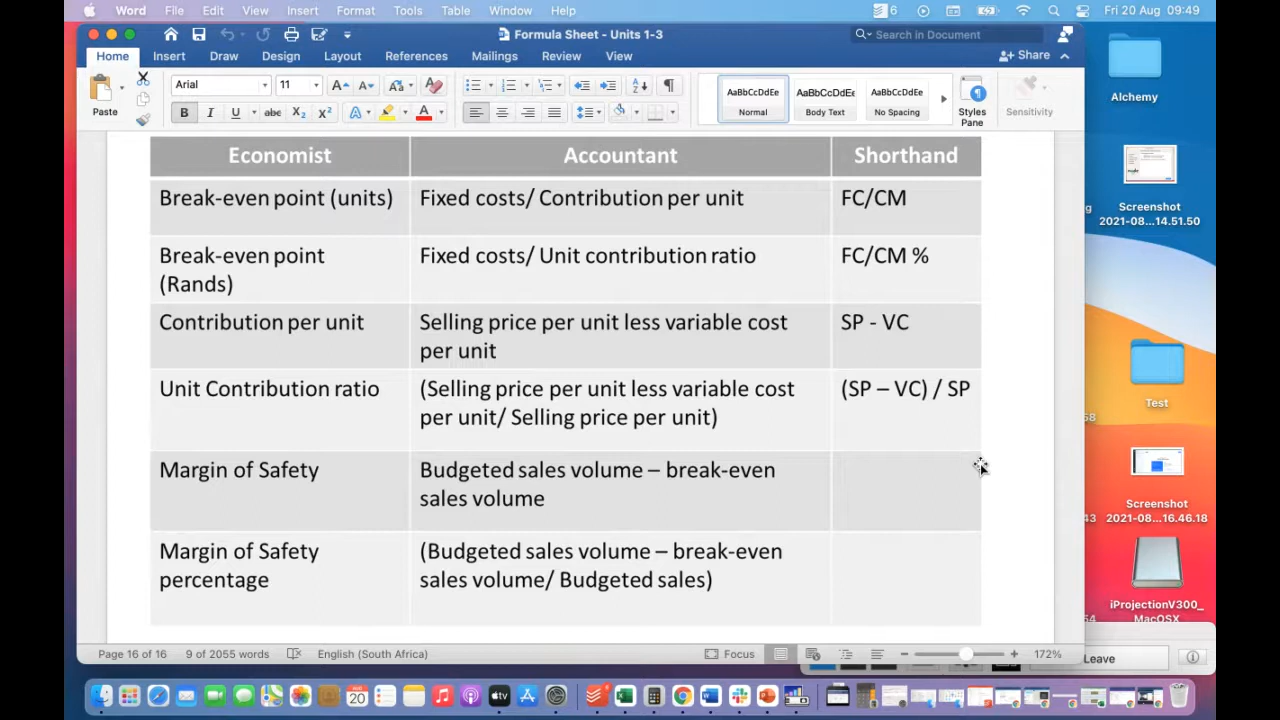 Word File Edit View Insert Format Tools Table Window Help 6 Fri 20 Aug 09:49
Formula Sheet - Units 1-3 Search in Document
Home Insert Draw Design Layout References Mailings Review View Share
Arial 11
Paste
AaBbCcDdEe AaBbCcDdEe AaBbCcDdEe
Normal Body Text No Spacing Styles Pane Sensitivity
Economist Accountant Shorthand
Break-even point (units) Fixed costs/ Contribution per unit FC/CM
Break-even point Fixed costs/ Unit contribution ratio FC/CM %
(Rands)
Contribution per unit Selling price per unit less variable cost SP - VC
per unit
Unit Contribution ratio (Selling price per unit less variable cost (SP – VC) / SP
per unit/ Selling price per unit)
Margin of Safety Budgeted sales volume – break-even
sales volume
Margin of Safety (Budgeted sales volume – break-even
percentage sales volume/ Budgeted sales)
Page 16 of 16 9 of 2055 words English (South Africa) Focus 172%
Alchemy
Screenshot
2021-08...14.51.50
Test
Screenshot
2021-08...16.46.18
iProjectionV300_
MacOSX
Leave